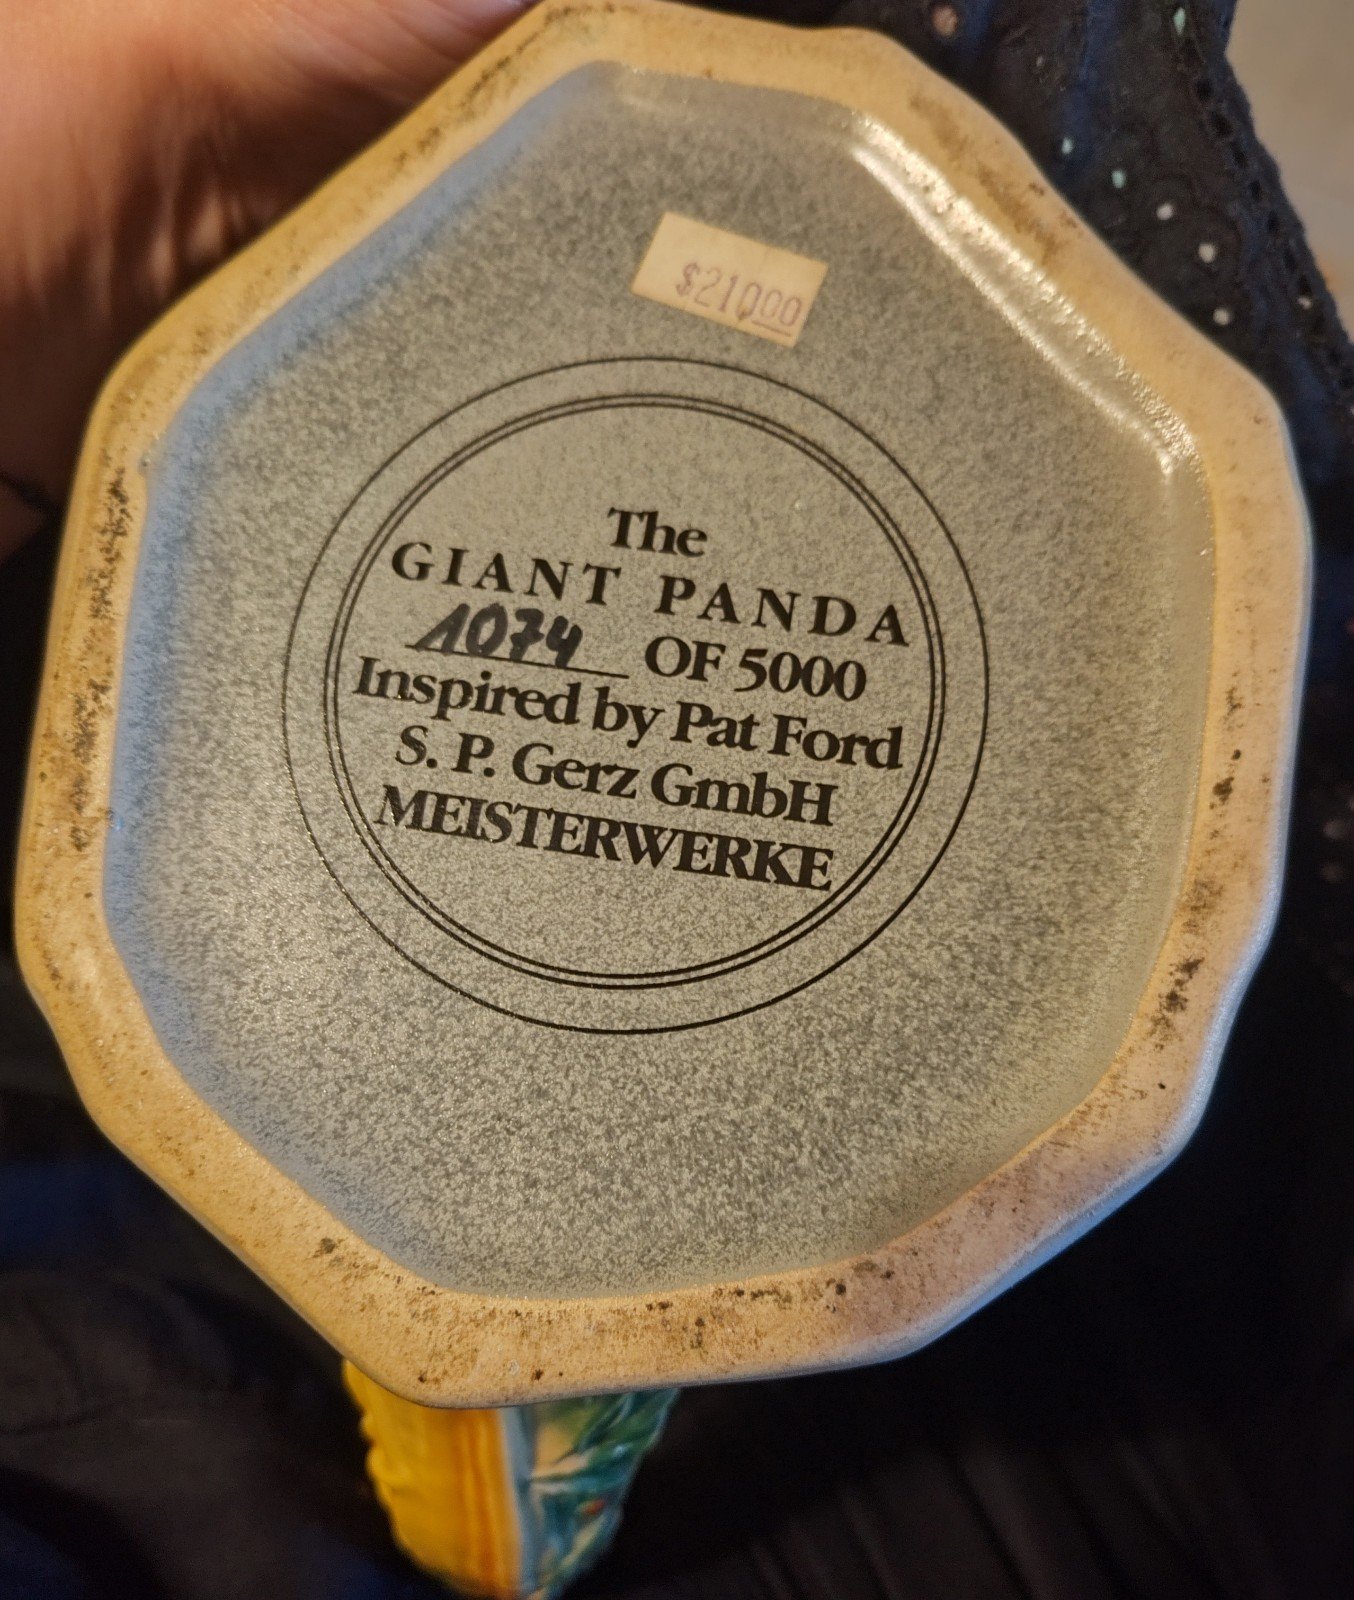 $210.00
The
GIANT PANDA
1074 OF 5000
Inspired by Pat Ford
S. P. Gerz GmbH
MEISTERWERKE